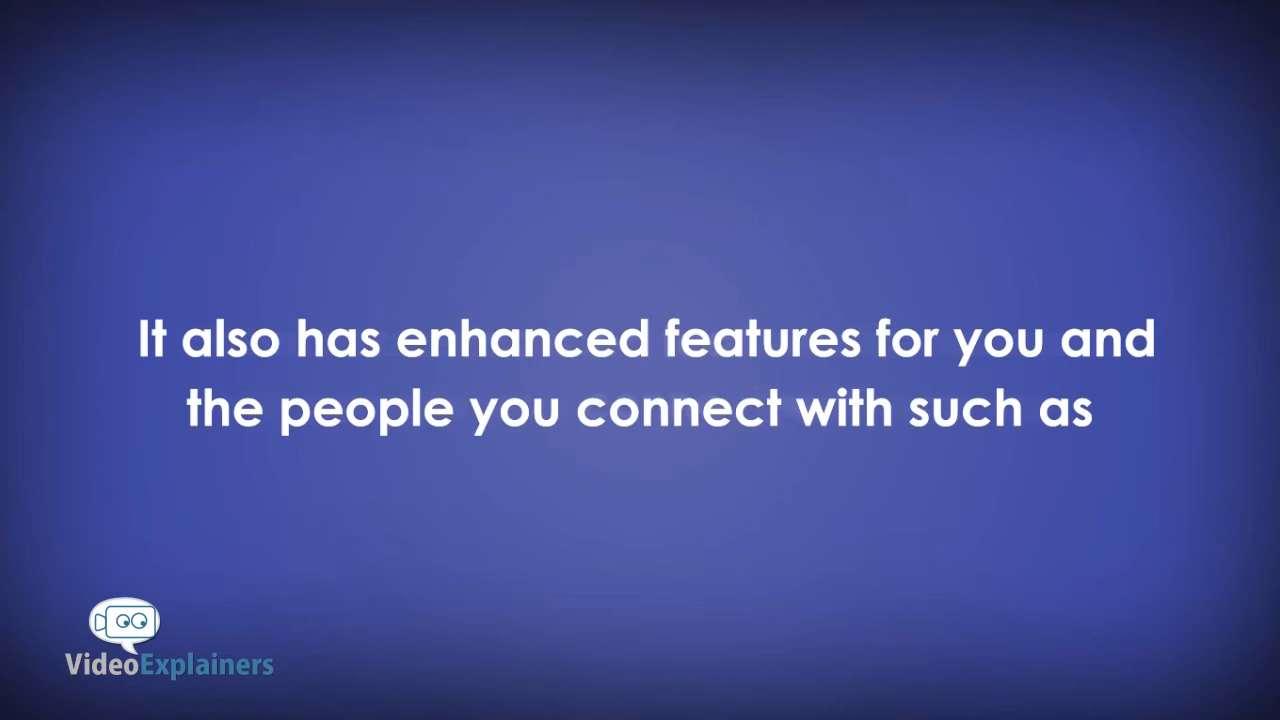 It also has enhanced features for you and
the people you connect with such as
VideoExplainers